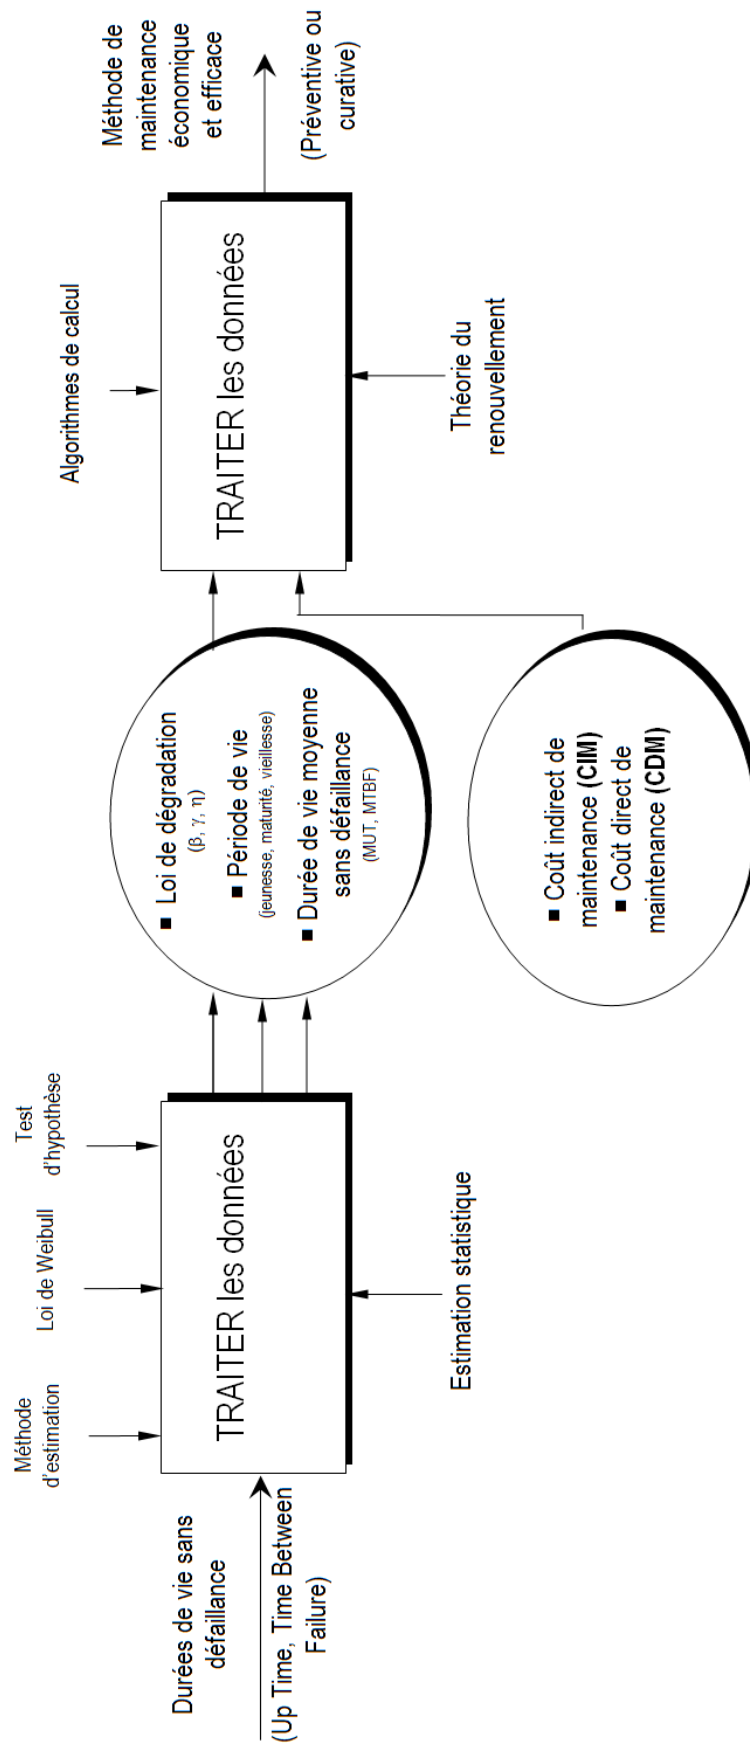 Durées de vie sans
défaillance
(Up Time, Time Between
Failure)
Méthode
d'estimation
Loi de Weibull
Test
d'hypothèse
TRAITER les données
Estimation statistique
■ Loi de dégradation
(β, γ, η)
■ Période de vie
(jeunesse, maturité, vieillesse)
■ Durée de vie moyenne
sans défaillance
(MUT, MTBF)
■ Coût indirect de
maintenance (CIM)
■ Coût direct de
maintenance (CDM)
Algorithmes de calcul
TRAITER les données
Théorie du
renouvellement
Méthode de
maintenance
économique
et efficace
(Préventive ou
curative)